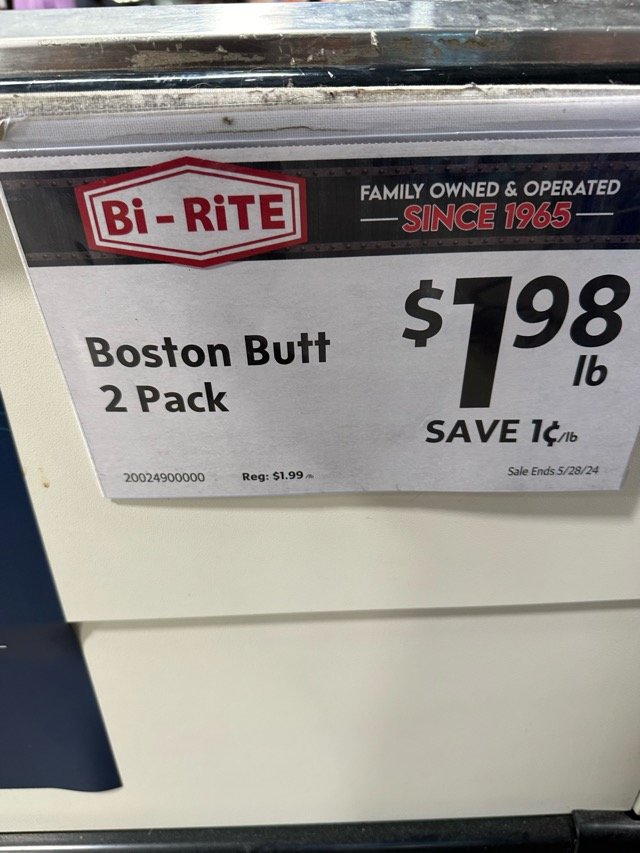 Bi-RiTE
FAMILY OWNED & OPERATED
SINCE 1965
Boston Butt
2 Pack
$1.98
lb
SAVE 1¢/lb
20024900000 Reg: $1.99 /lb
Sale Ends 5/28/24